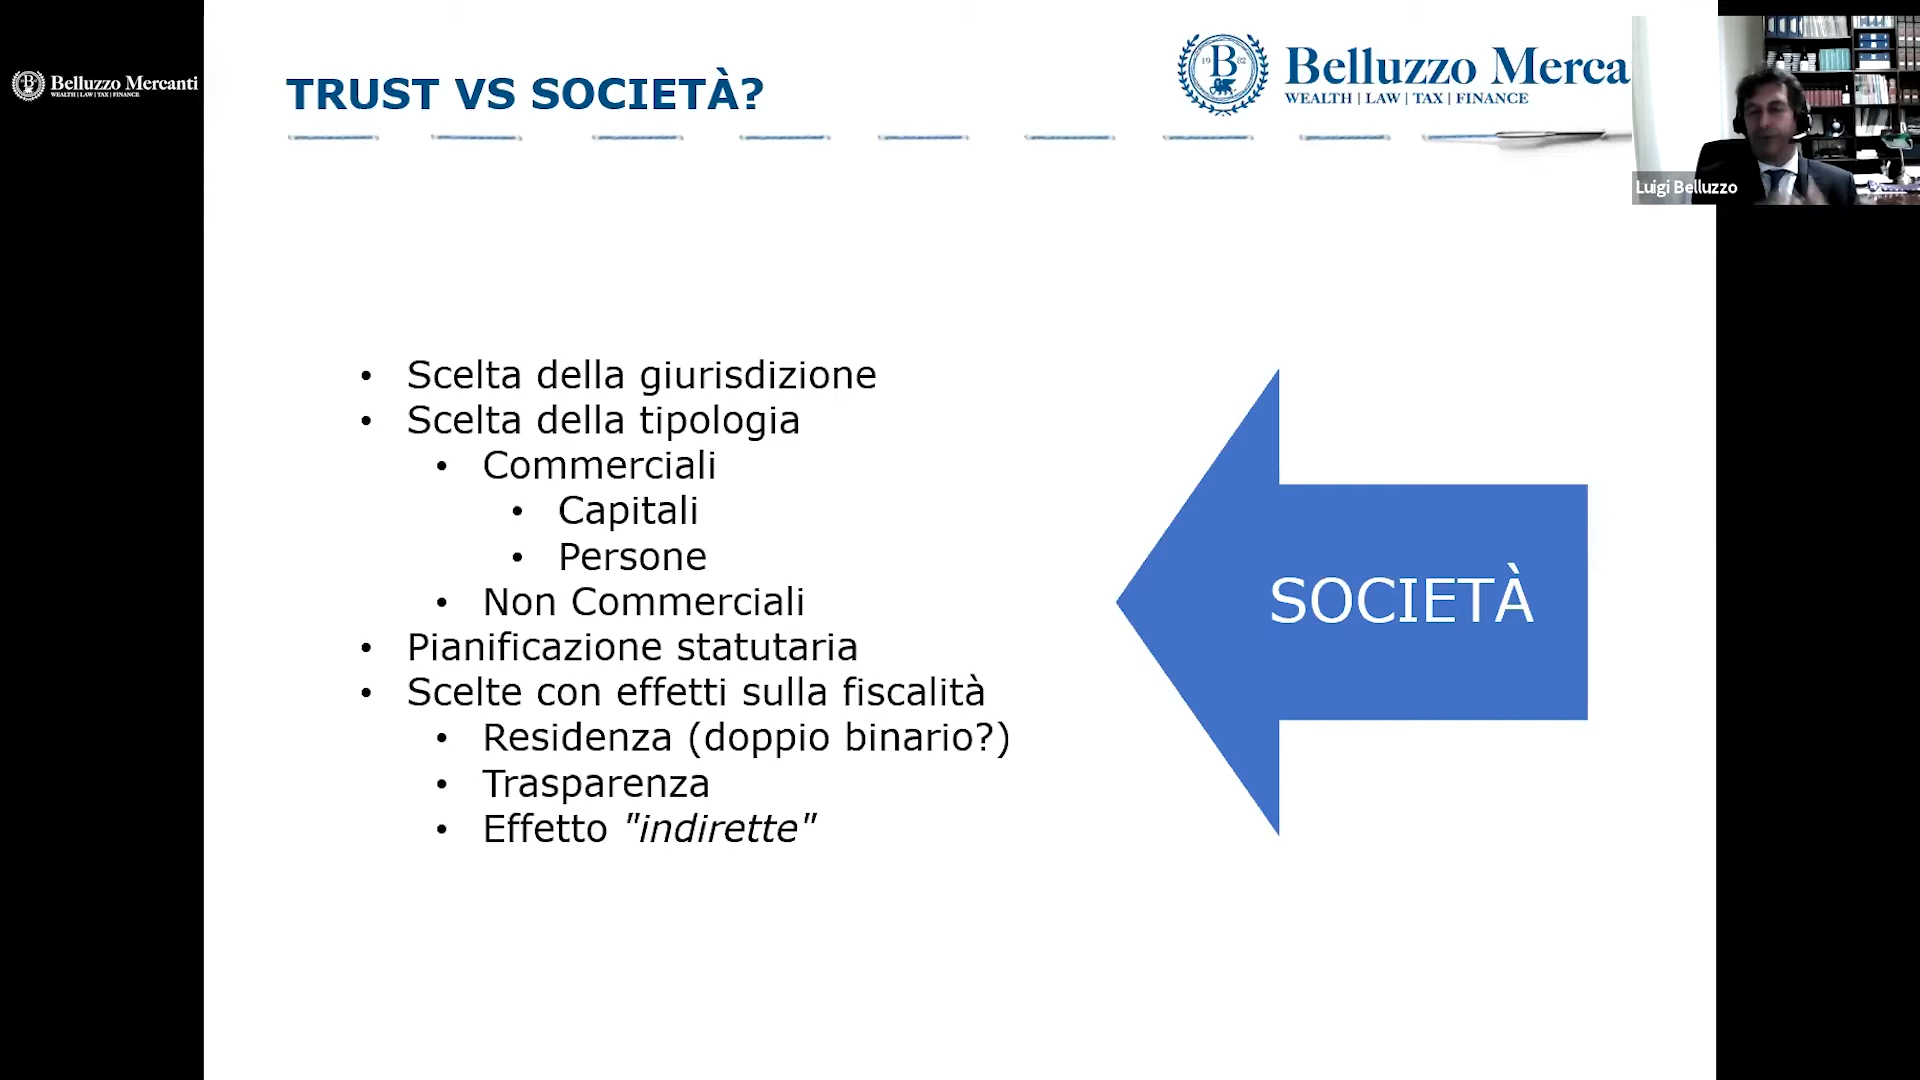 Belluzzo Mercanti
WEALTH | LAW | TAX | FINANCE
TRUST VS SOCIETÀ?
B
19 82
Belluzzo Merca
WEALTH | LAW | TAX | FINANCE
Luigi Belluzzo
• Scelta della giurisdizione
• Scelta della tipologia
• Commerciali
• Capitali
• Persone
• Non Commerciali
• Pianificazione statutaria
• Scelte con effetti sulla fiscalità
• Residenza (doppio binario?)
• Trasparenza
• Effetto "indirette"
SOCIETÀ